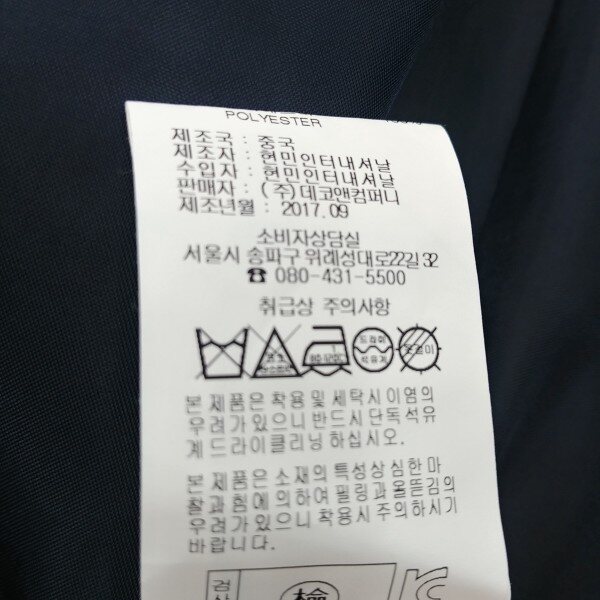 POLYESTER
제조국 : 중국
제조자 : 현민인터내셔날
수입자 : 현민인터내셔날
판매자 : (주)데코앤컴퍼니
제조년월 : 2017.09
소비자상담실
서울시 송파구 위례성대로22길 32
☎ 080-431-5500
취급상 주의사항
드라이
석유계
본 제품은 착용 및 세탁시 이염의
우려가 있으니 반드시 단독석유
계 드라이클리닝 하십시오.
본 제품은 소재의 특성상 심한 마
찰과 힘에 의하여 필링과 올뜯김의
우려가 있으니 착용시 주의하시기
바랍니다.
검
檢